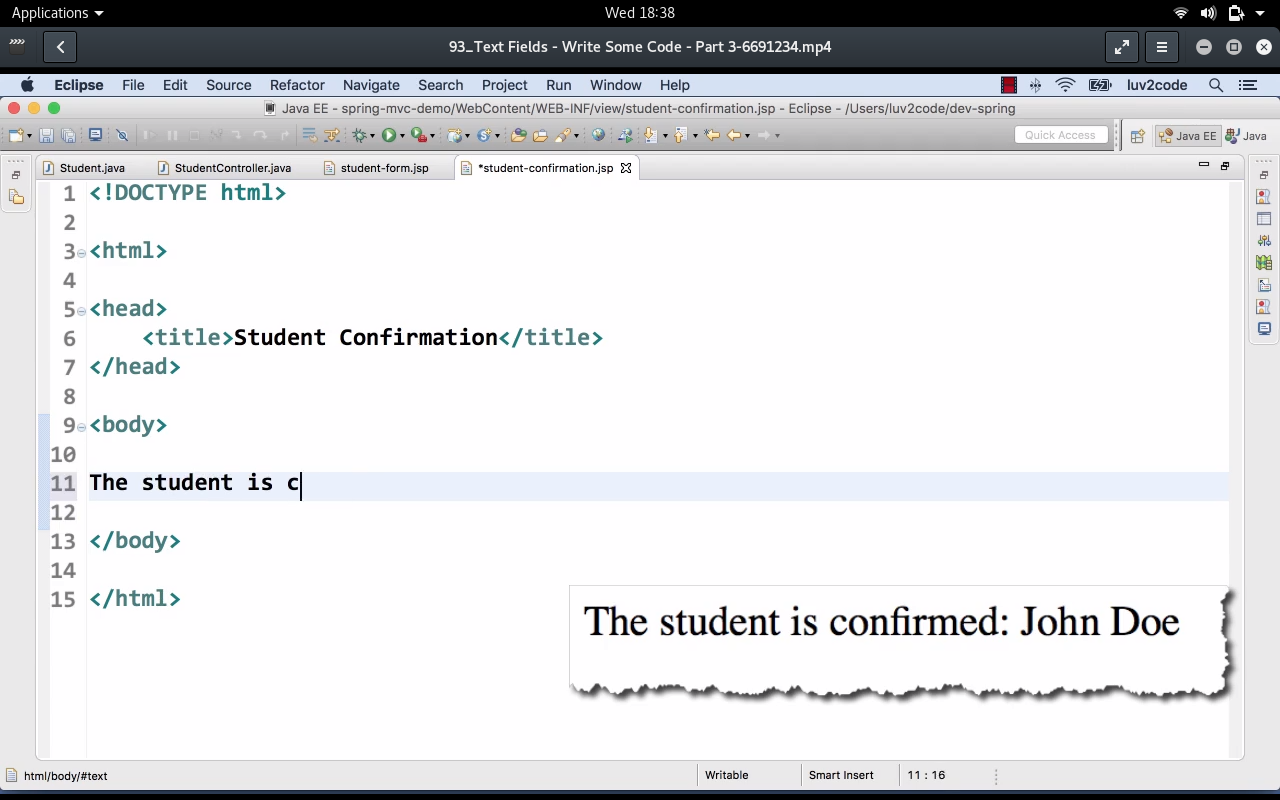 Applications
Wed 18:38
93_Text Fields - Write Some Code - Part 3-6691234.mp4
Eclipse File Edit Source Refactor Navigate Search Project Run Window Help
luv2code
Java EE - spring-mvc-demo/WebContent/WEB-INF/view/student-confirmation.jsp - Eclipse - /Users/luv2code/dev-spring
Quick Access
Java EE
Java
Student.java
StudentController.java
student-form.jsp
*student-confirmation.jsp
1 <!DOCTYPE html>
2
3 <html>
4
5 <head>
6 <title>Student Confirmation</title>
7 </head>
8
9 <body>
10
11 The student is c
12
13 </body>
14
15 </html>
The student is confirmed: John Doe
html/body/#text
Writable
Smart Insert
11 : 16